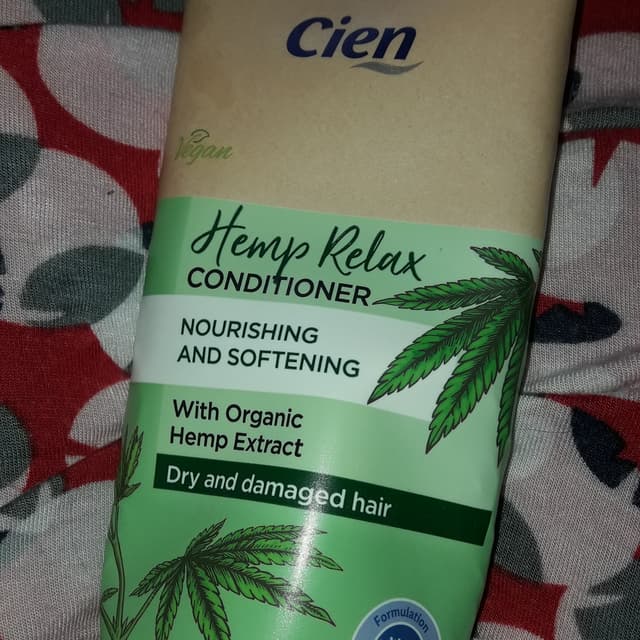 Cien
Vegan
Hemp Relax
CONDITIONER
NOURISHING
AND SOFTENING
With Organic
Hemp Extract
Dry and damaged hair
Formulation